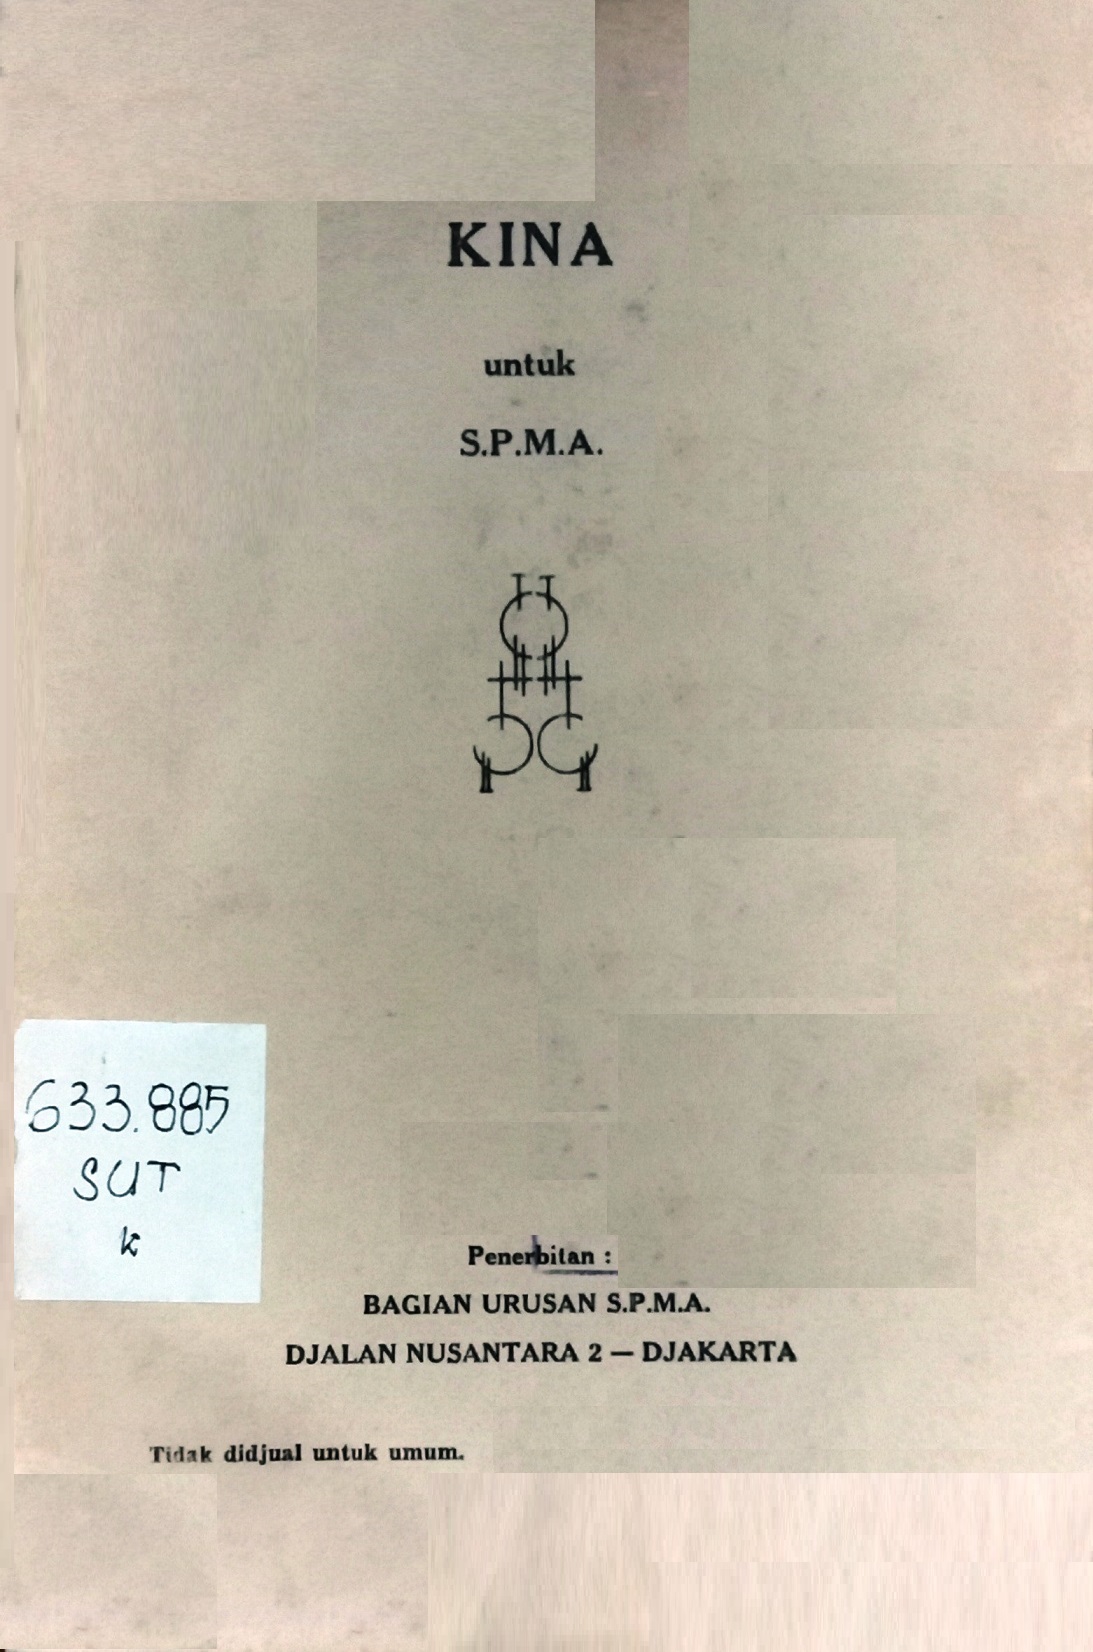 KINA
untuk
S.P.M.A.
633.885
SUT
k
Penerbitan :
BAGIAN URUSAN S.P.M.A.
DJALAN NUSANTARA 2 — DJAKARTA
Tidak didjual untuk umum.